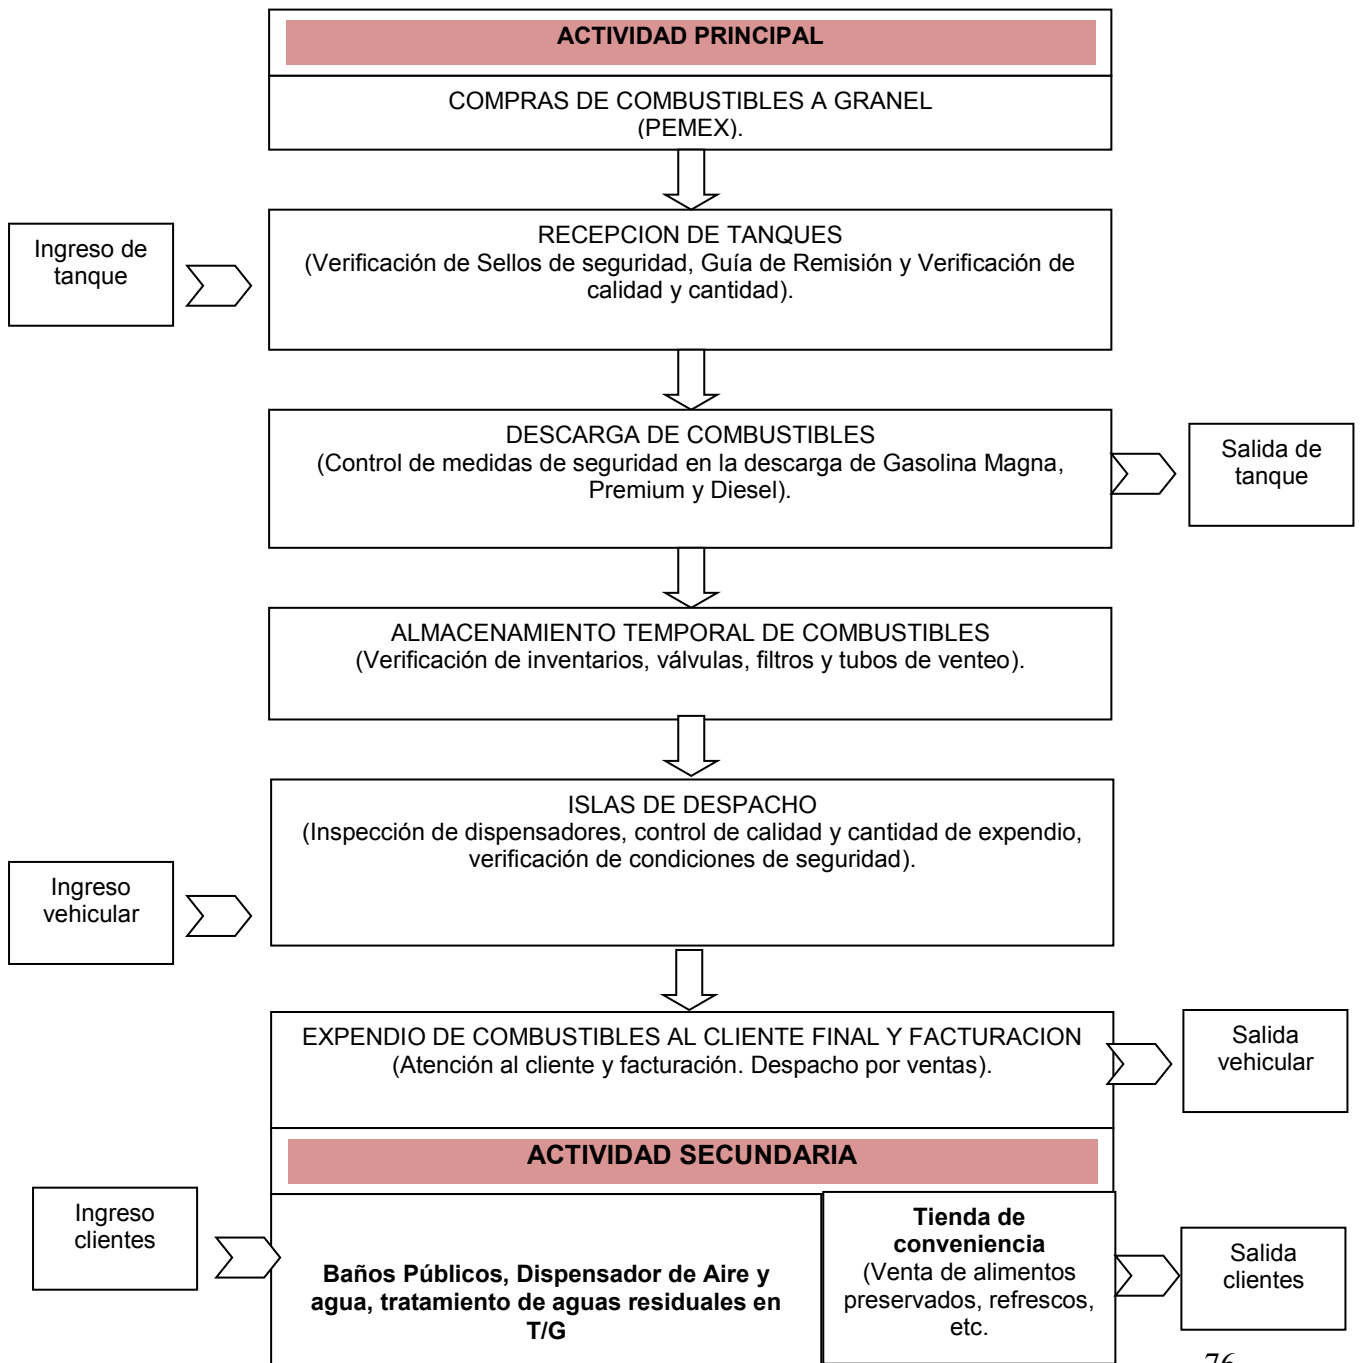 ACTIVIDAD PRINCIPAL
COMPRAS DE COMBUSTIBLES A GRANEL
(PEMEX).
Ingreso de
tanque
RECEPCION DE TANQUES
(Verificación de Sellos de seguridad, Guía de Remisión y Verificación de
calidad y cantidad).
DESCARGA DE COMBUSTIBLES
(Control de medidas de seguridad en la descarga de Gasolina Magna,
Premium y Diesel).
Salida de
tanque
ALMACENAMIENTO TEMPORAL DE COMBUSTIBLES
(Verificación de inventarios, válvulas, filtros y tubos de venteo).
ISLAS DE DESPACHO
(Inspección de dispensadores, control de calidad y cantidad de expendio,
verificación de condiciones de seguridad).
Ingreso
vehicular
EXPENDIO DE COMBUSTIBLES AL CLIENTE FINAL Y FACTURACION
(Atención al cliente y facturación. Despacho por ventas).
Salida
vehicular
ACTIVIDAD SECUNDARIA
Ingreso
clientes
Baños Públicos, Dispensador de Aire y
agua, tratamiento de aguas residuales en
T/G
Tienda de
conveniencia
(Venta de alimentos
preservados, refrescos,
etc.
Salida
clientes
76